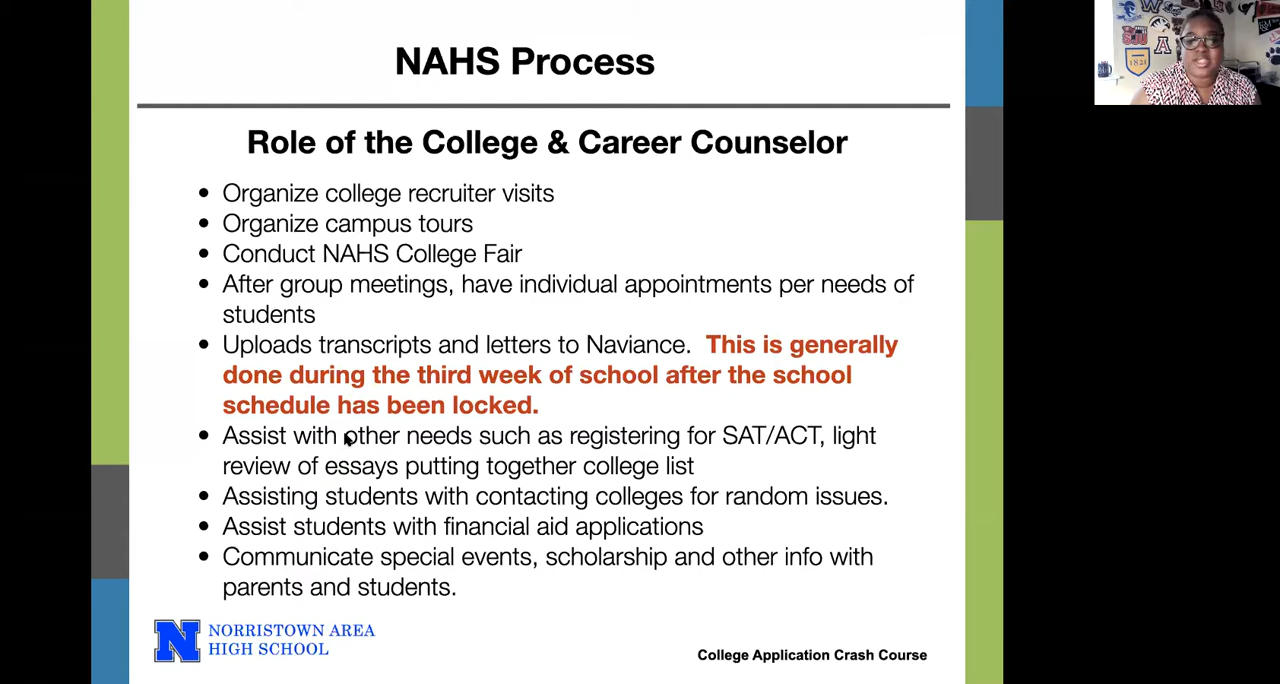 NAHS Process
Role of the College & Career Counselor
• Organize college recruiter visits
• Organize campus tours
• Conduct NAHS College Fair
• After group meetings, have individual appointments per needs of
students
• Uploads transcripts and letters to Naviance. This is generally
done during the third week of school after the school
schedule has been locked.
• Assist with other needs such as registering for SAT/ACT, light
review of essays putting together college list
• Assisting students with contacting colleges for random issues.
• Assist students with financial aid applications
• Communicate special events, scholarship and other info with
parents and students.
N
NORRISTOWN AREA
HIGH SCHOOL
College Application Crash Course
W
A
1821